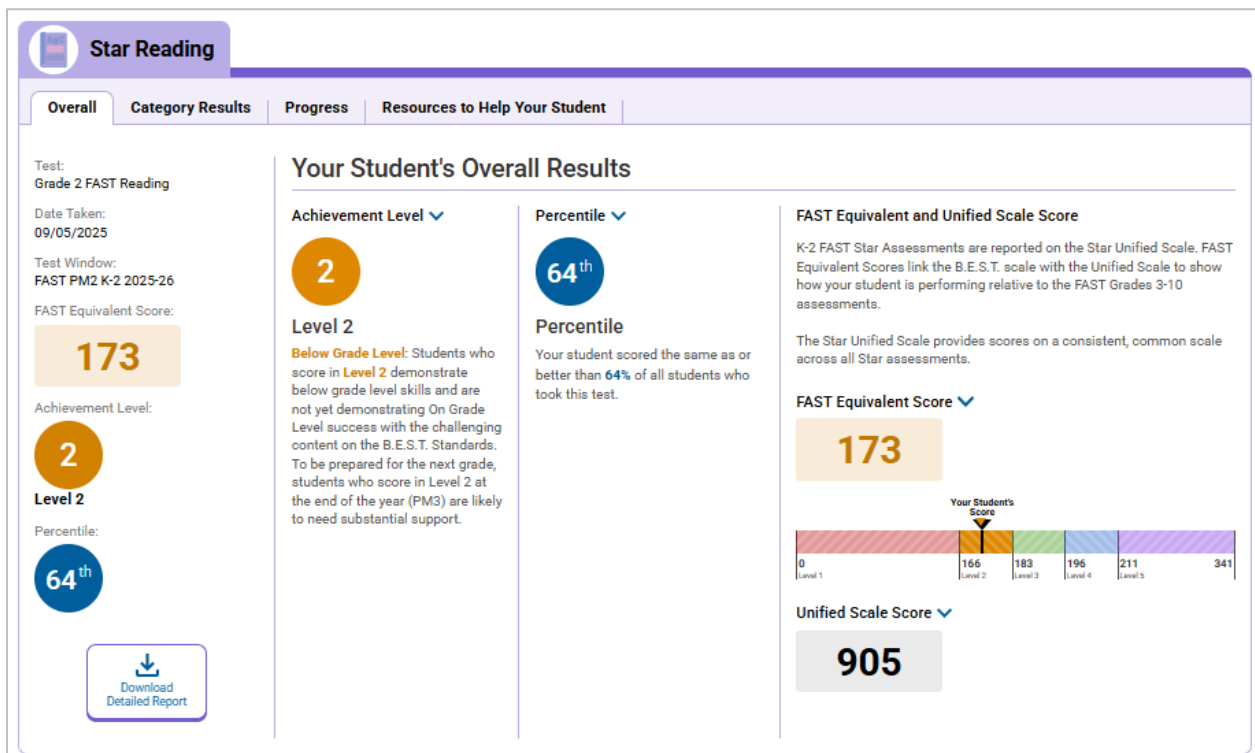 Star Reading
Overall
Category Results
Progress
Resources to Help Your Student
Test:
Grade 2 FAST Reading
Date Taken:
09/05/2025
Test Window:
FAST PM2 K-2 2025-26
FAST Equivalent Score:
173
Achievement Level:
2
Level 2
Percentile:
64th
Download
Detailed Report
Your Student's Overall Results
Achievement Level
2
Level 2
Below Grade Level: Students who
score in Level 2 demonstrate
below grade level skills and are
not yet demonstrating On Grade
Level success with the challenging
content on the B.E.S.T. Standards.
To be prepared for the next grade,
students who score in Level 2 at
the end of the year (PM3) are likely
to need substantial support.
Percentile
64th
Percentile
Your student scored the same as or
better than 64% of all students who
took this test.
FAST Equivalent and Unified Scale Score
K-2 FAST Star Assessments are reported on the Star Unified Scale. FAST
Equivalent Scores link the B.E.S.T. scale with the Unified Scale to show
how your student is performing relative to the FAST Grades 3-10
assessments.
The Star Unified Scale provides scores on a consistent, common scale
across all Star assessments.
FAST Equivalent Score
173
Your Student's
Score
0 166 183 196 211 341
Level 1 Level 2 Level 3 Level 4 Level 5
Unified Scale Score
905